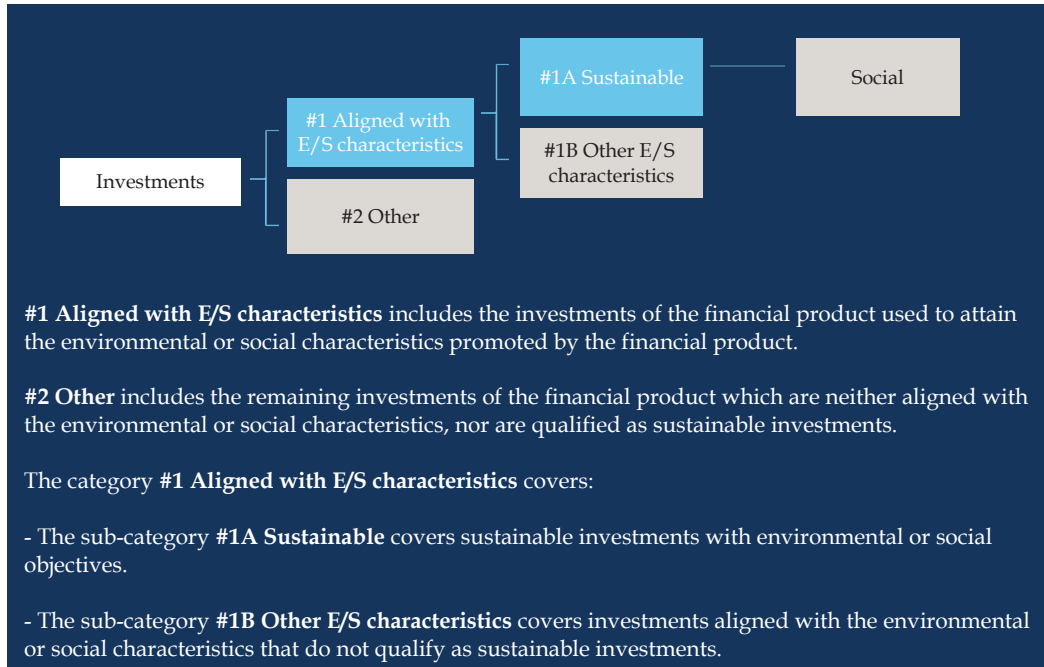 #1A Sustainable
Social
#1 Aligned with
E/S characteristics
#1B Other E/S
characteristics
Investments
#2 Other
#1 Aligned with E/S characteristics includes the investments of the financial product used to attain
the environmental or social characteristics promoted by the financial product.
#2 Other includes the remaining investments of the financial product which are neither aligned with
the environmental or social characteristics, nor are qualified as sustainable investments.
The category #1 Aligned with E/S characteristics covers:
- The sub-category #1A Sustainable covers sustainable investments with environmental or social
objectives.
- The sub-category #1B Other E/S characteristics covers investments aligned with the environmental
or social characteristics that do not qualify as sustainable investments.